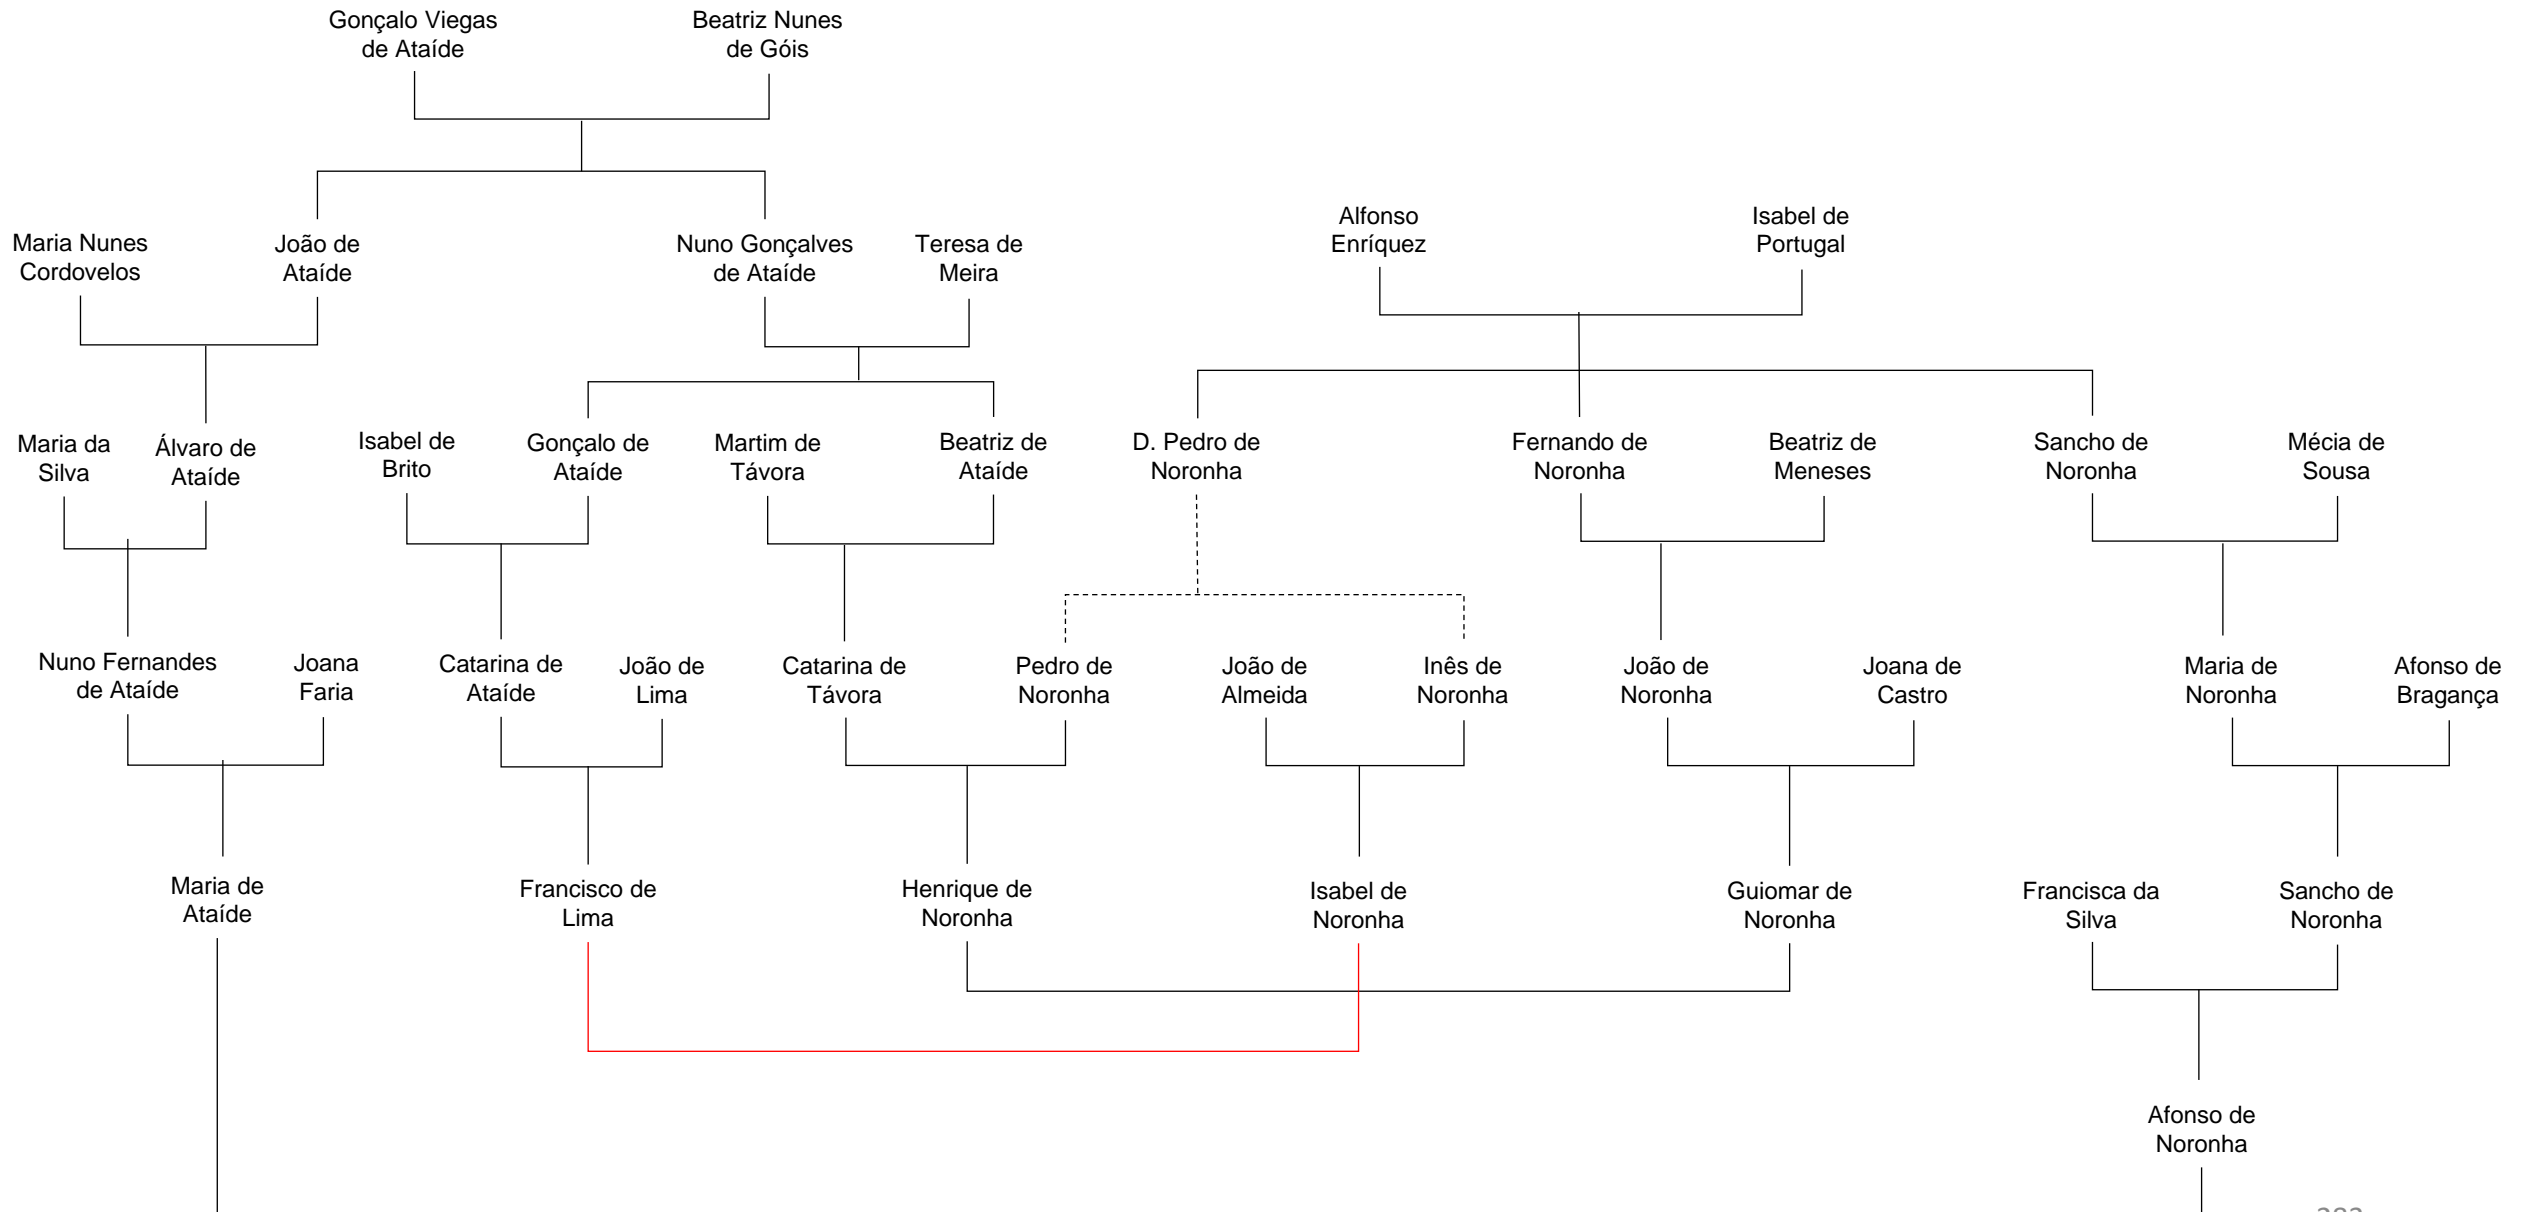 Gonçalo Viegas
de Ataíde
Beatriz Nunes
de Góis
Maria Nunes
Cordovelos
João de
Ataíde
Nuno Gonçalves
de Ataíde
Teresa de
Meira
Alfonso
Enríquez
Isabel de
Portugal
Maria da
Silva
Álvaro de
Ataíde
Isabel de
Brito
Gonçalo de
Ataíde
Martim de
Távora
Beatriz de
Ataíde
D. Pedro de
Noronha
Fernando de
Noronha
Beatriz de
Meneses
Sancho de
Noronha
Mécia de
Sousa
Nuno Fernandes
de Ataíde
Joana
Faria
Catarina de
Ataíde
João de
Lima
Catarina de
Távora
Pedro de
Noronha
João de
Almeida
Inês de
Noronha
João de
Noronha
Joana de
Castro
Maria de
Noronha
Afonso de
Bragança
Maria de
Ataíde
Francisco de
Lima
Henrique de
Noronha
Isabel de
Noronha
Guiomar de
Noronha
Francisca da
Silva
Sancho de
Noronha
Afonso de
Noronha